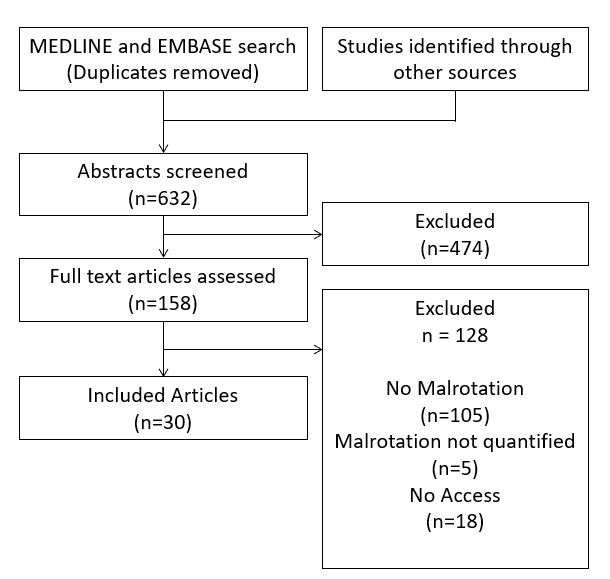 MEDLINE and EMBASE search
(Duplicates removed)
Studies identified through
other sources
Abstracts screened
(n=632)
Excluded
(n=474)
Full text articles assessed
(n=158)
Excluded
n = 128
No Malrotation
(n=105)
Malrotation not quantified
(n=5)
No Access
(n=18)
Included Articles
(n=30)